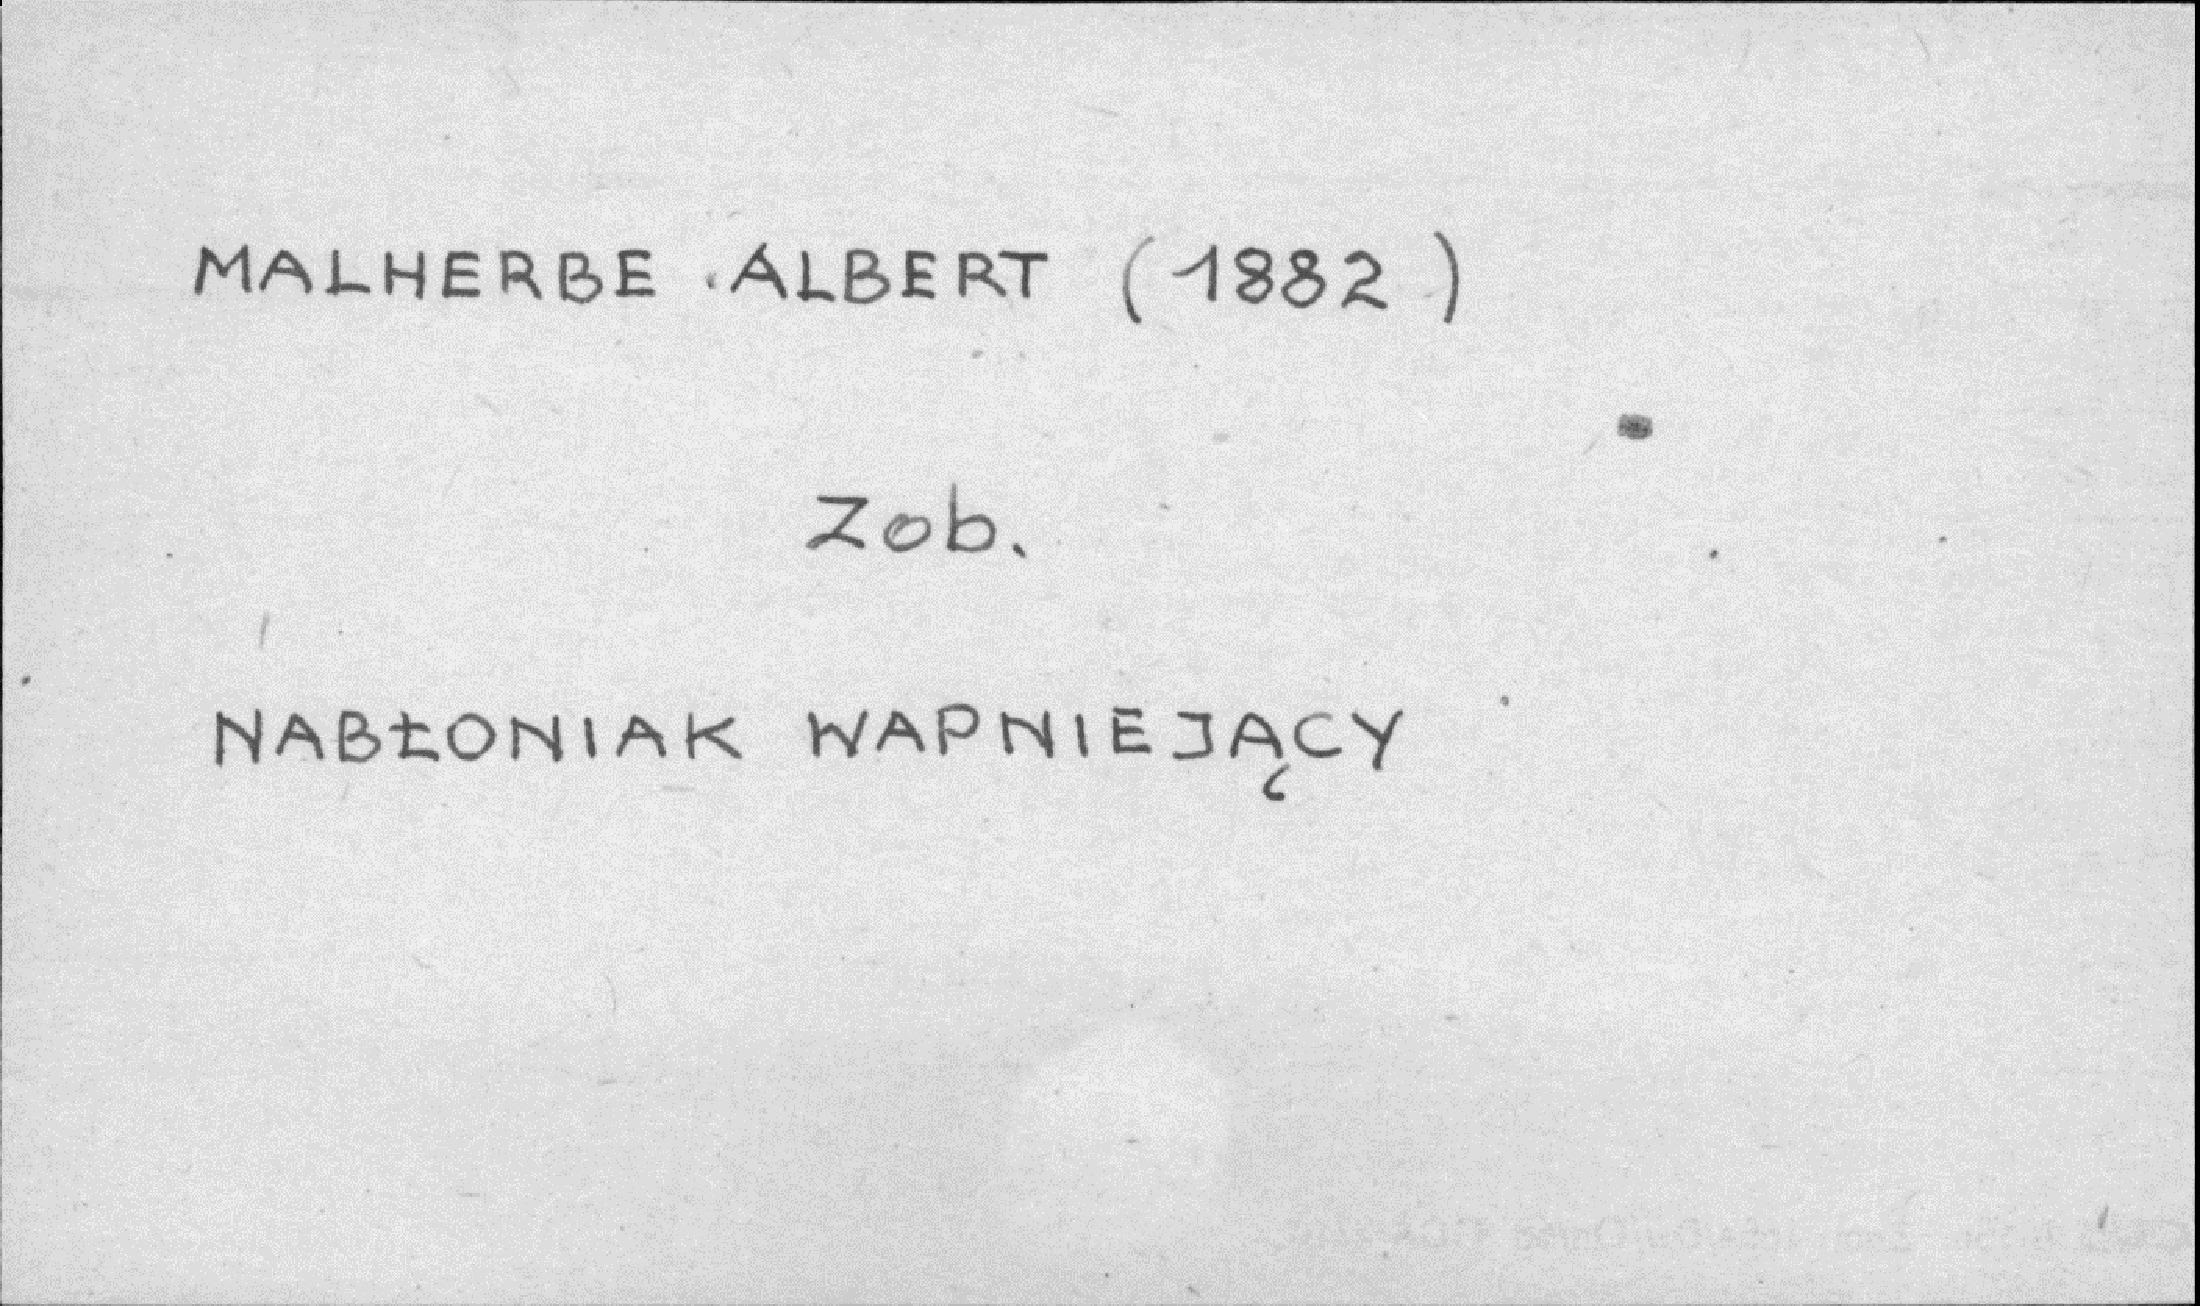 MALHERBE ALBERT (1882)
Zob.
NABŁONIAK WAPNIEJĄCY